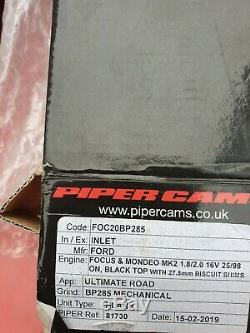 PIPER CAM
www.pipercams.co.uk
Code: FOC20BP285
In / Ex: INLET
Mfr: FORD
Engine: FOCUS & MONDEO MK2 1.8/2.0 16V 25/98
ON, BLACK TOP WITH 27.5mm BISCUIT SHIMS
App: ULTIMATE ROAD
Grind: BP285 MECHANICAL
Unit Type:
PIPER Ref: 81730 Date: 15-02-2019